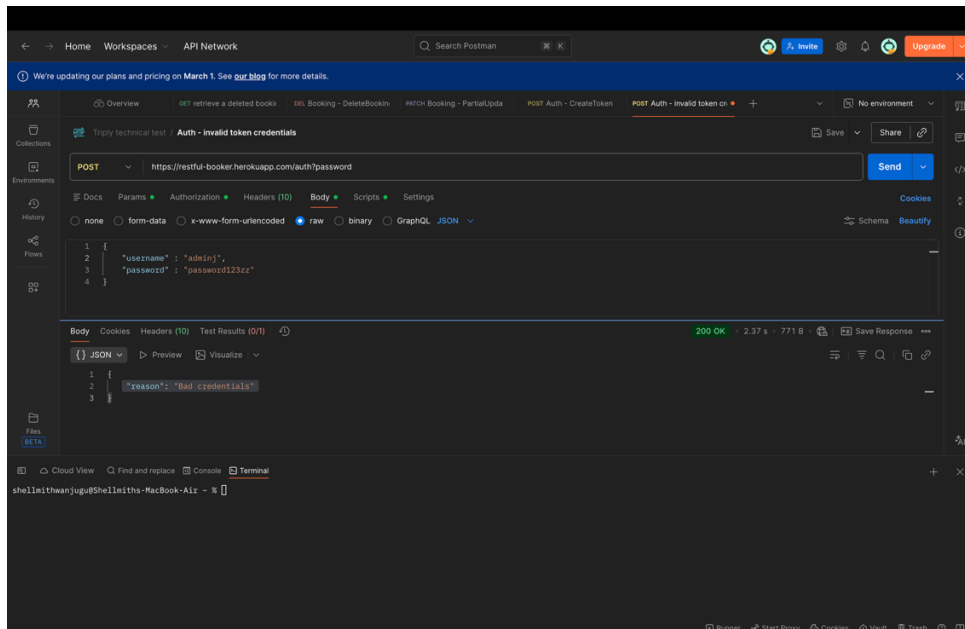 Home Workspaces API Network Search Postman ⌘ K Invite Upgrade
We're updating our plans and pricing on March 1. See our blog for more details.
Overview GET retrieve a deleted booki DEL Booking - DeleteBookin PATCH Booking - PartialUpda POST Auth - CreateToken POST Auth - invalid token cr No environment
Collections
Triply technical test / Auth - invalid token credentials Save Share
POST https://restful-booker.herokuapp.com/auth?password Send
Environments
Docs Params Authorization Headers (10) Body Scripts Settings Cookies
History
none form-data x-www-form-urlencoded raw binary GraphQL JSON Schema Beautify
Flows
1 {
2 "username" : "adminj",
3 "password" : "password123zz"
4 }
Body Cookies Headers (10) Test Results (0/1) 200 OK 2.37 s 771 B Save Response
{} JSON Preview Visualize
1 {
2 "reason": "Bad credentials"
3 }
Files
BETA
Cloud View Find and replace Console Terminal
shellmithwanjugu@Shellmiths-MacBook-Air ~ %
Runner Start Proxy Cookies Vault Trash